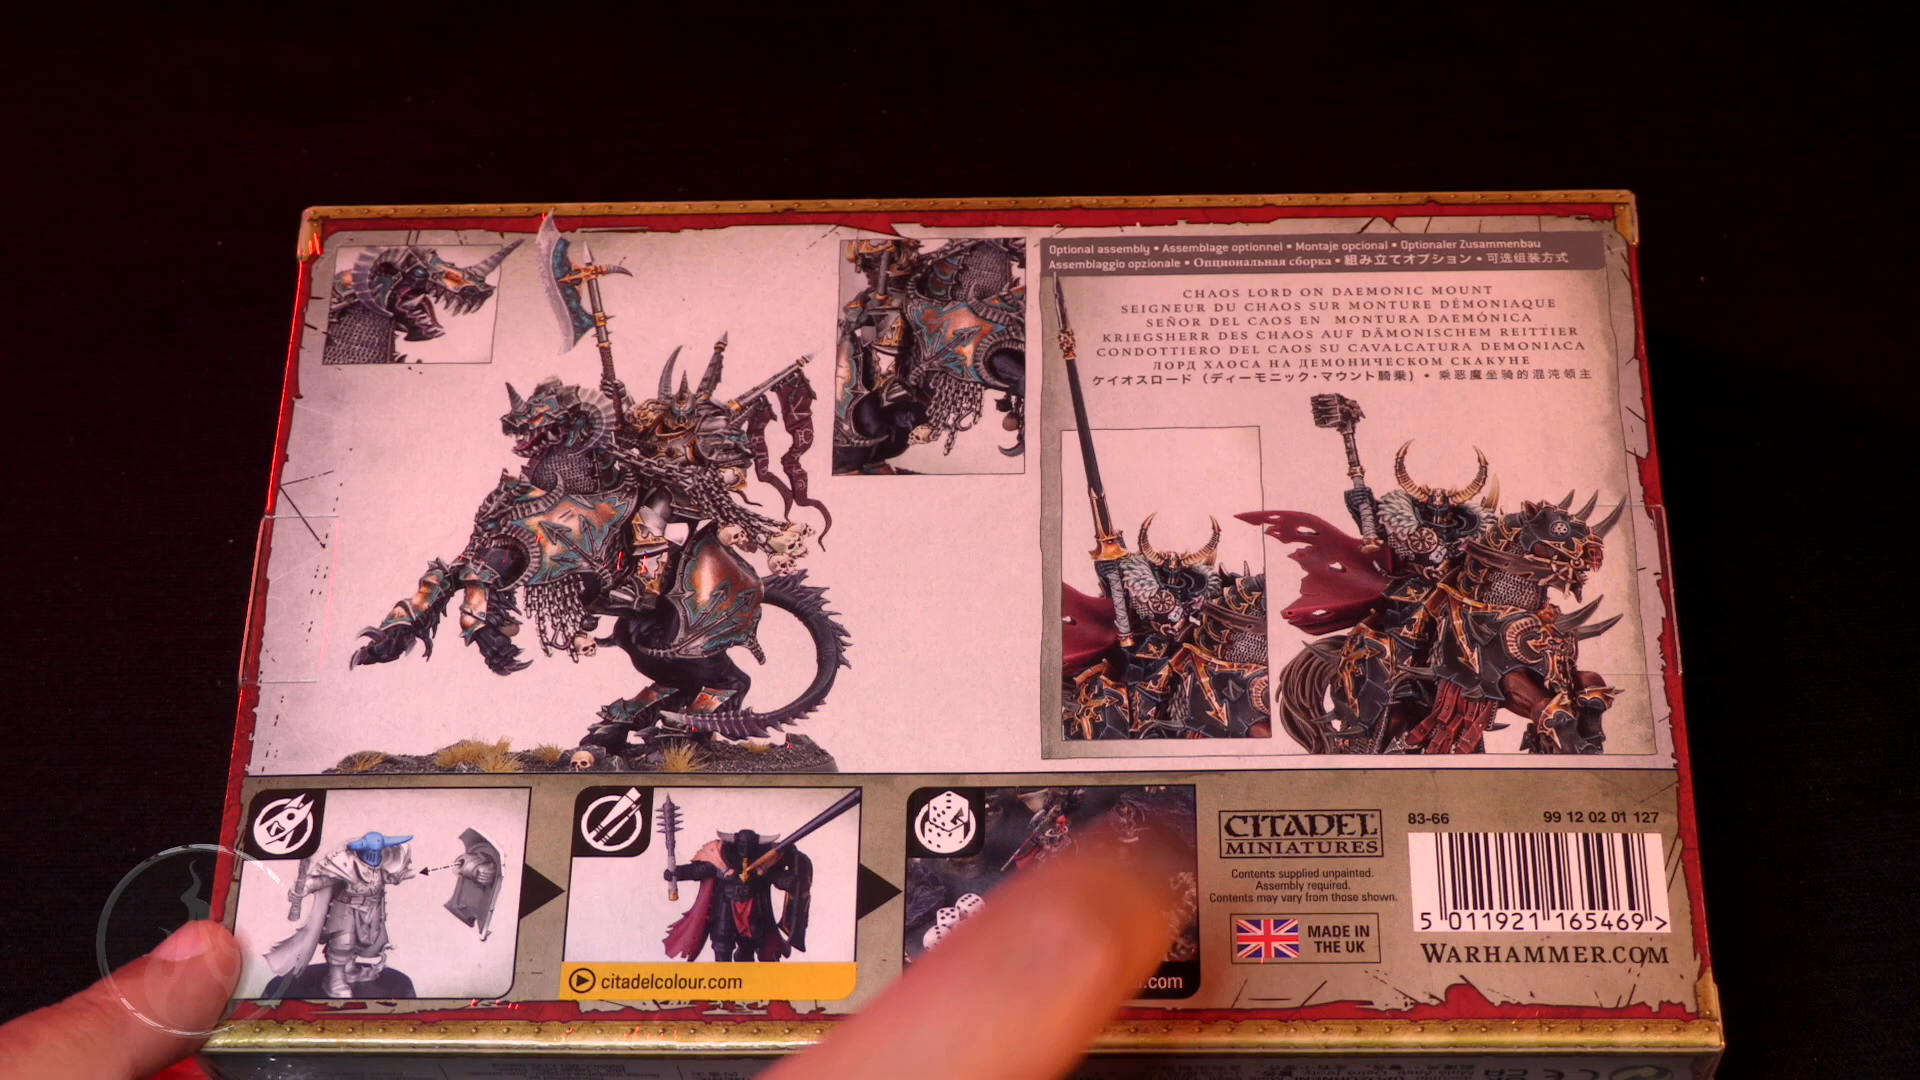 Optional assembly • Assemblage optionnel • Montaje opcional • Optionaler Zusammenbau
Assemblaggio opzionale • Опциональная сборка • 組み立てオプション • 可选组装方式
CHAOS LORD ON DAEMONIC MOUNT
SEIGNEUR DU CHAOS SUR MONTURE DÉMONIAQUE
SEÑOR DEL CAOS EN MONTURA DAEMÓNICA
KRIEGSHERR DES CHAOS AUF DÄMONISCHEM REITTIER
CONDOTTIERO DEL CAOS SU CAVALCATURA DEMONIACA
ЛОРД ХАОСА НА ДЕМОНИЧЕСКОМ СКАКУНЕ
ケイオスロード（ディーモニック・マウント騎乗） • 乘恶魔坐骑的混沌领主
citadelcolour.com
.com
CITADEL
MINIATURES
Contents supplied unpainted.
Assembly required.
Contents may vary from those shown.
MADE IN
THE UK
83-66
99 12 02 01 127
5 011921 165469 >
WARHAMMER.COM